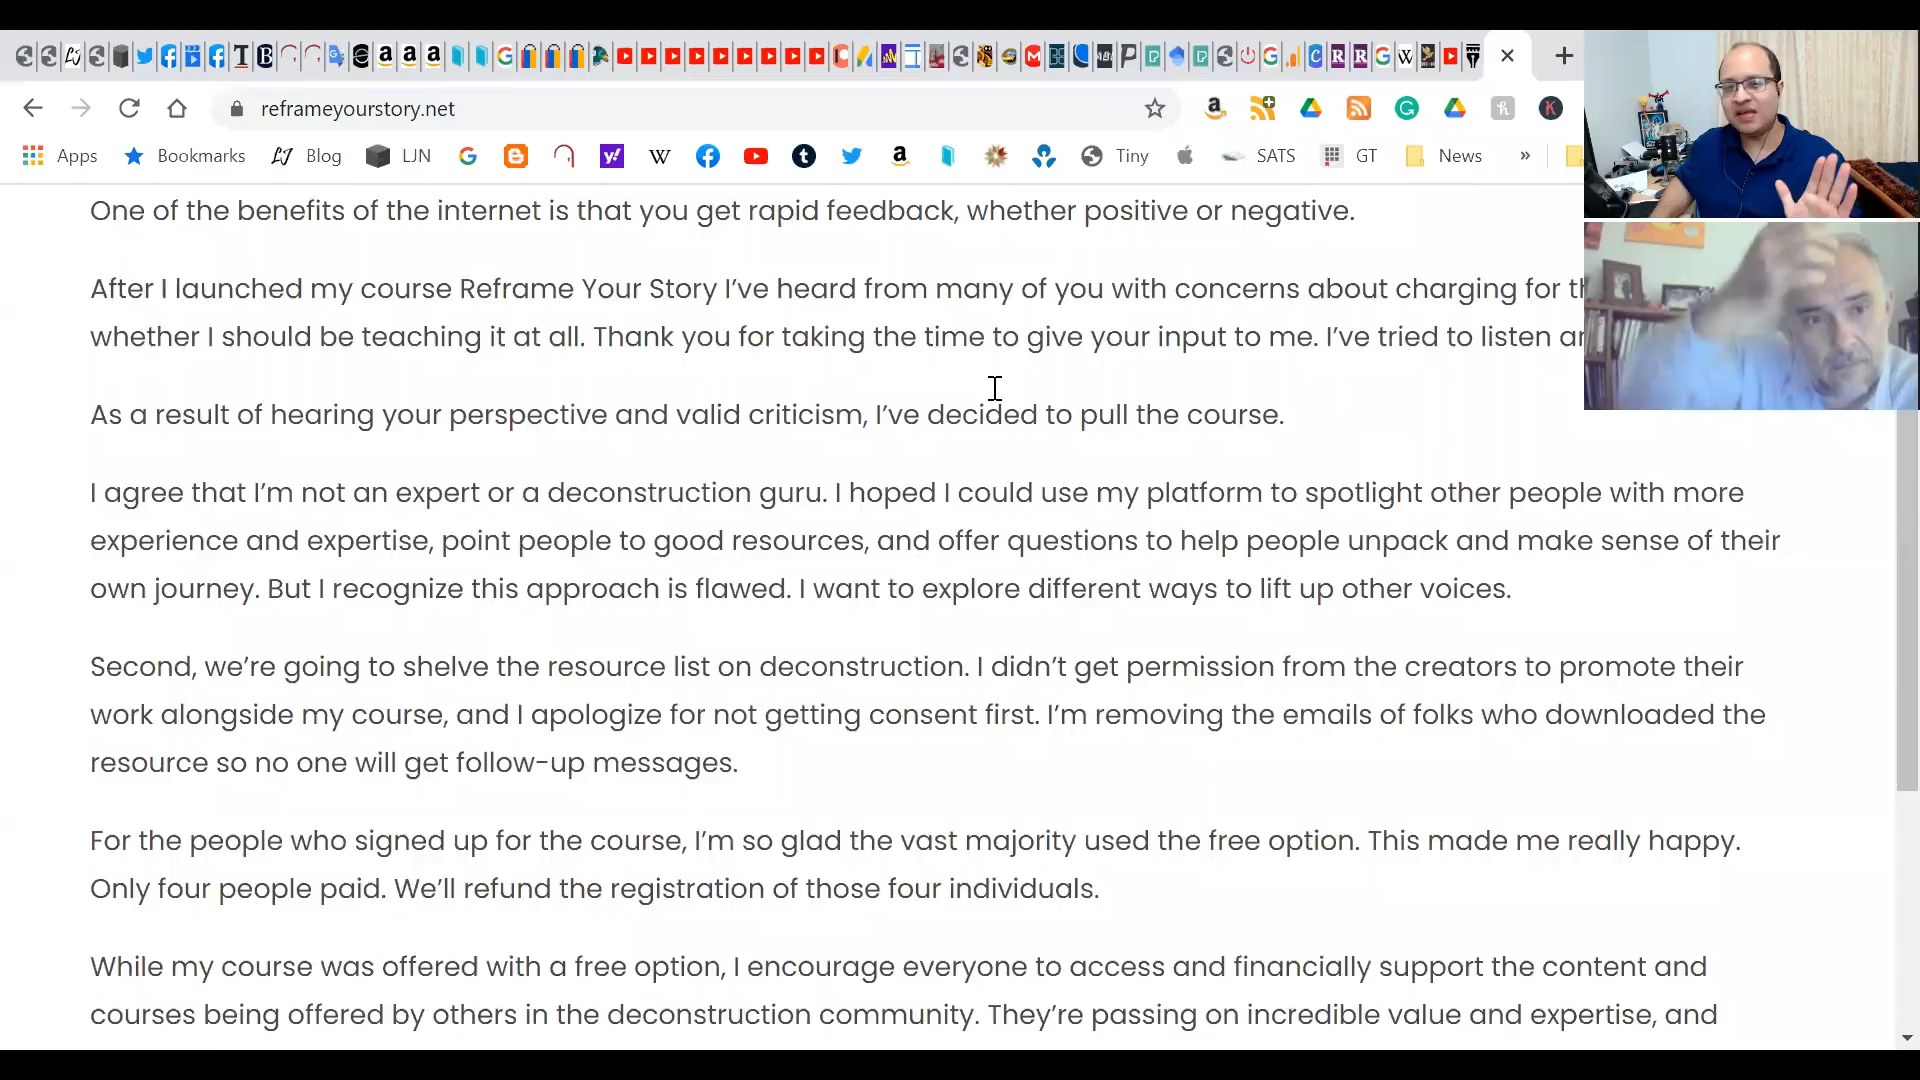 reframeyourstory.net
Apps Bookmarks Blog LJN Tiny SATS GT News »
One of the benefits of the internet is that you get rapid feedback, whether positive or negative.
After I launched my course Reframe Your Story I’ve heard from many of you with concerns about charging for
whether I should be teaching it at all. Thank you for taking the time to give your input to me. I’ve tried to listen
As a result of hearing your perspective and valid criticism, I’ve decided to pull the course.
I agree that I’m not an expert or a deconstruction guru. I hoped I could use my platform to spotlight other people with more
experience and expertise, point people to good resources, and offer questions to help people unpack and make sense of their
own journey. But I recognize this approach is flawed. I want to explore different ways to lift up other voices.
Second, we’re going to shelve the resource list on deconstruction. I didn’t get permission from the creators to promote their
work alongside my course, and I apologize for not getting consent first. I’m removing the emails of folks who downloaded the
resource so no one will get follow-up messages.
For the people who signed up for the course, I’m so glad the vast majority used the free option. This made me really happy.
Only four people paid. We’ll refund the registration of those four individuals.
While my course was offered with a free option, I encourage everyone to access and financially support the content and
courses being offered by others in the deconstruction community. They’re passing on incredible value and expertise, and